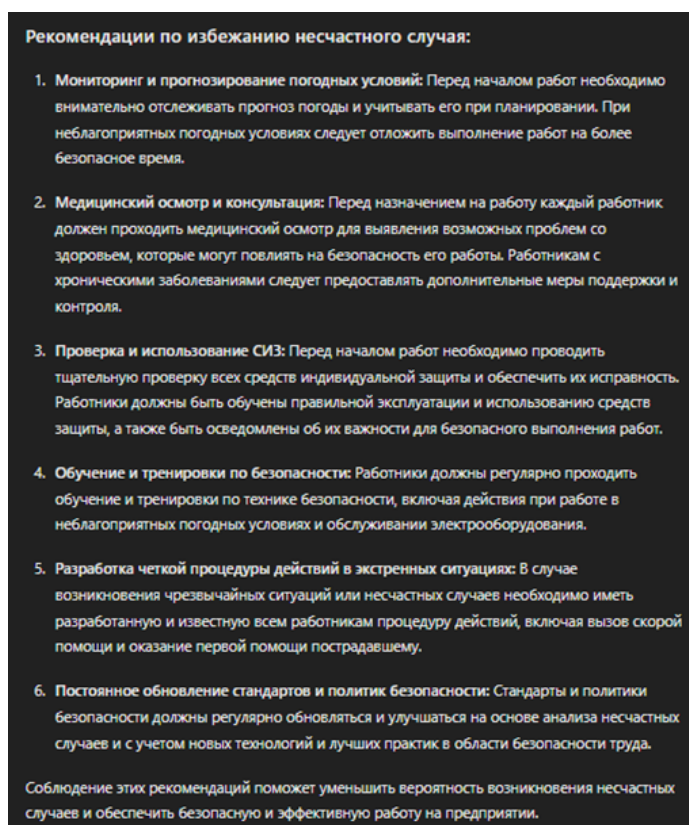 Рекомендации по избежанию несчастного случая:
1. Мониторинг и прогнозирование погодных условий: Перед началом работ необходимо
внимательно отслеживать прогноз погоды и учитывать его при планировании. При
неблагоприятных погодных условиях следует отложить выполнение работ на более
безопасное время.
2. Медицинский осмотр и консультация: Перед назначением на работу каждый работник
должен проходить медицинский осмотр для выявления возможных проблем со
здоровьем, которые могут повлиять на безопасность его работы. Работникам с
хроническими заболеваниями следует предоставлять дополнительные меры поддержки и
контроля.
3. Проверка и использование СИЗ: Перед началом работ необходимо проводить
тщательную проверку всех средств индивидуальной защиты и обеспечить их исправность.
Работники должны быть обучены правильной эксплуатации и использованию средств
защиты, а также быть осведомлены об их важности для безопасного выполнения работ.
4. Обучение и тренировки по безопасности: Работники должны регулярно проходить
обучение и тренировки по технике безопасности, включая действия при работе в
неблагоприятных погодных условиях и обслуживании электрооборудования.
5. Разработка четкой процедуры действий в экстренных ситуациях: В случае
возникновения чрезвычайных ситуаций или несчастных случаев необходимо иметь
разработанную и известную всем работникам процедуру действий, включая вызов скорой
помощи и оказание первой помощи пострадавшему.
6. Постоянное обновление стандартов и политик безопасности: Стандарты и политики
безопасности должны регулярно обновляться и улучшаться на основе анализа несчастных
случаев и с учетом новых технологий и лучших практик в области безопасности труда.
Соблюдение этих рекомендаций поможет уменьшить вероятность возникновения несчастных
случаев и обеспечить безопасную и эффективную работу на предприятии.